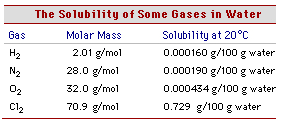 The Solubility of Some Gases in Water
Gas Molar Mass Solubility at 20°C
H₂ 2.01 g/mol 0.000160 g/100 g water
N₂ 28.0 g/mol 0.000190 g/100 g water
O₂ 32.0 g/mol 0.000434 g/100 g water
Cl₂ 70.9 g/mol 0.729 g/100 g water